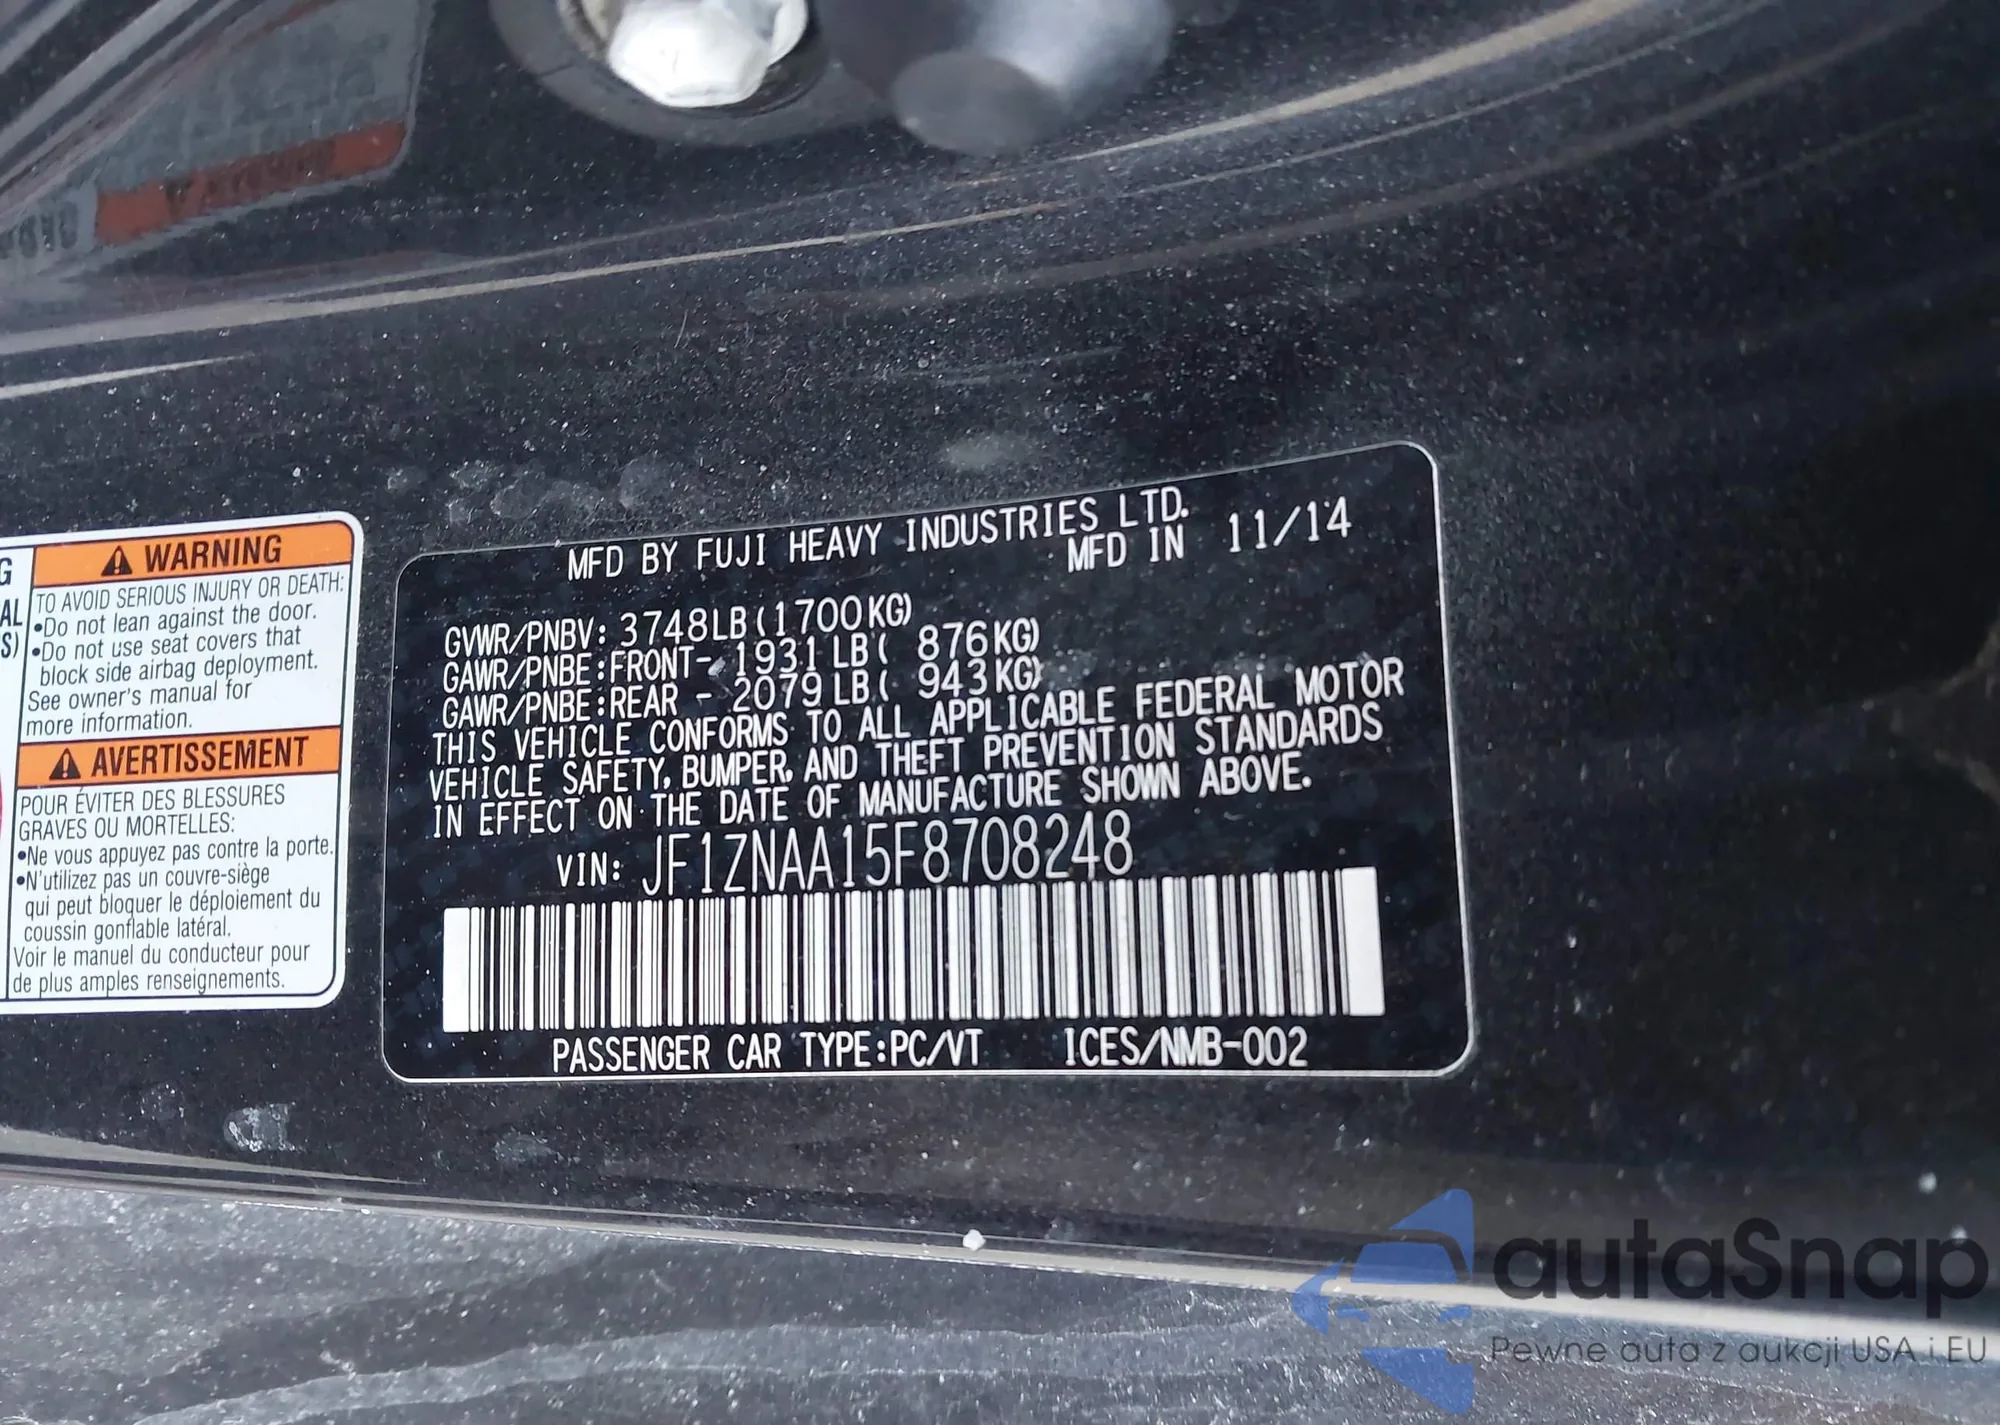 G
AL
S)
WARNING
TO AVOID SERIOUS INJURY OR DEATH:
•Do not lean against the door.
•Do not use seat covers that
block side airbag deployment.
See owner's manual for
more information.
AVERTISSEMENT
POUR ÉVITER DES BLESSURES
GRAVES OU MORTELLES:
•Ne vous appuyez pas contre la porte.
•N'utilizez pas un couvre-siège
qui peut bloquer le déploiement du
coussin gonflable latéral.
Voir le manuel du conducteur pour
de plus amples renseignements.
MFD BY FUJI HEAVY INDUSTRIES LTD.
MFD IN 11/14
GVWR/PNBV: 3748LB(1700KG)
GAWR/PNBE:FRONT- 1931LB( 876KG)
GAWR/PNBE:REAR - 2079LB( 943KG)
THIS VEHICLE CONFORMS TO ALL APPLICABLE FEDERAL MOTOR
VEHICLE SAFETY, BUMPER, AND THEFT PREVENTION STANDARDS
IN EFFECT ON THE DATE OF MANUFACTURE SHOWN ABOVE.
VIN: JF1ZNAA15F8708248
PASSENGER CAR TYPE:PC/VT ICES/NMB-002
autaSnap
Pewne auta z aukcji USA i EU